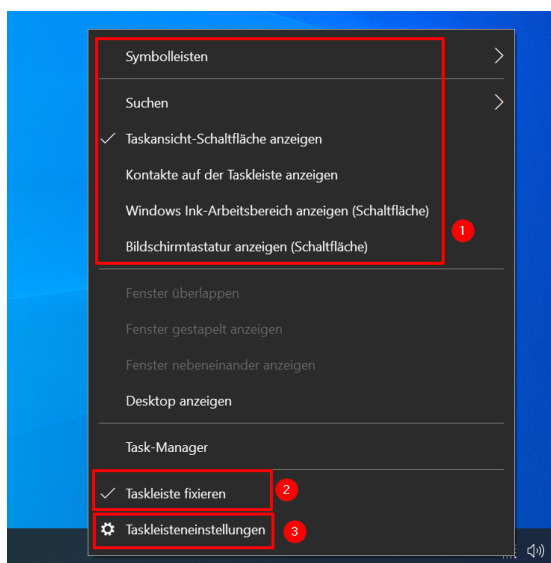 Symbolleisten
Suchen
Taskansicht-Schaltfläche anzeigen
Kontakte auf der Taskleiste anzeigen
Windows Ink-Arbeitsbereich anzeigen (Schaltfläche)
1
Bildschirmtastatur anzeigen (Schaltfläche)
Fenster überlappen
Fenster gestapelt anzeigen
Fenster nebeneinander anzeigen
Desktop anzeigen
Task-Manager
Taskleiste fixieren 2
Taskleisteneinstellungen 3